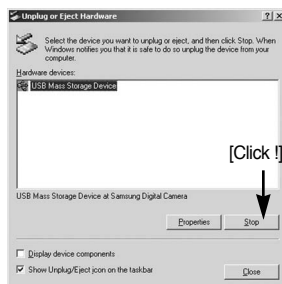 Unplug or Eject Hardware
Select the device you want to unplug or eject, and then click Stop. When
Windows notifies you that it is safe to do so unplug the device from your
computer.
Hardware devices:
USB Mass Storage Device
[Click !]
USB Mass Storage Device at Samsung Digital Camera
Properties
Stop
Display device components
Show Unplug/Eject icon on the taskbar
Close